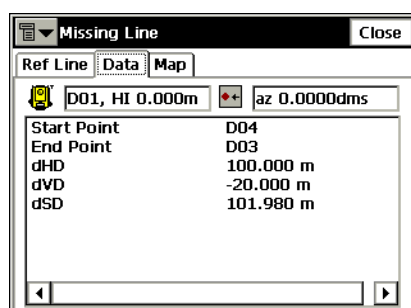 Missing Line Close
Ref Line Data Map
D01, HI 0.000m az 0.0000dms
Start Point D04
End Point D03
dHD 100.000 m
dVD -20.000 m
dSD 101.980 m